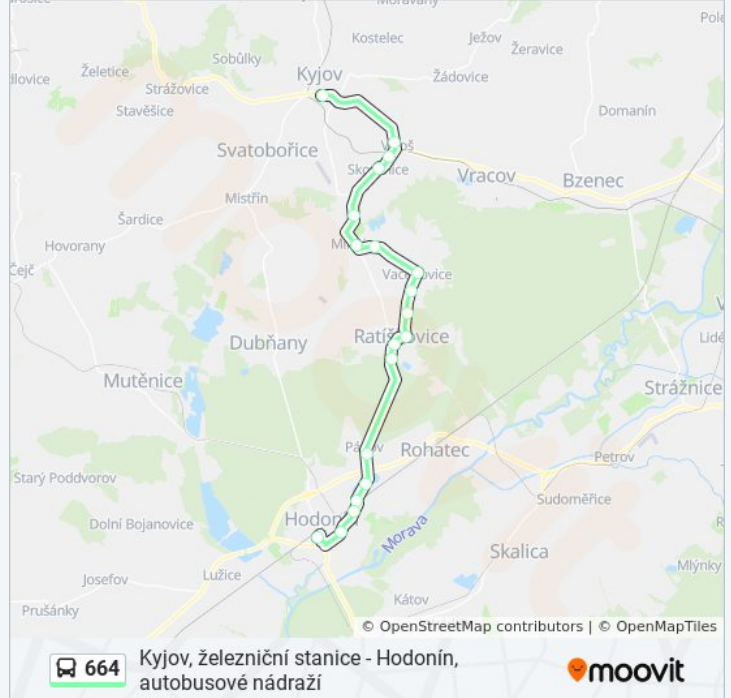 Moravany
Pole
Kostelec
Ježov
Žeravice
Sobůlky
dlovice
Želetice
Kyjov
Žádovice
Strážovice
Stavěšice
Domanín
Svatobořice
Vracov
Bzenec
Mistřín
Šardice
Hovorany
Čejč
Lidé
Dubňany
Ratíškovice
Mutěnice
Strážnice
Rohatec
Petrov
Starý Poddvorov
Sudoměřice
Dolní Bojanovice
Morava
Skalica
Josefov
Lužice
Mlýnky
Kátov
Prušánky
© OpenStreetMap contributors | © OpenMapTiles
664
Kyjov, železniční stanice - Hodonín,
autobusové nádraží
moovit